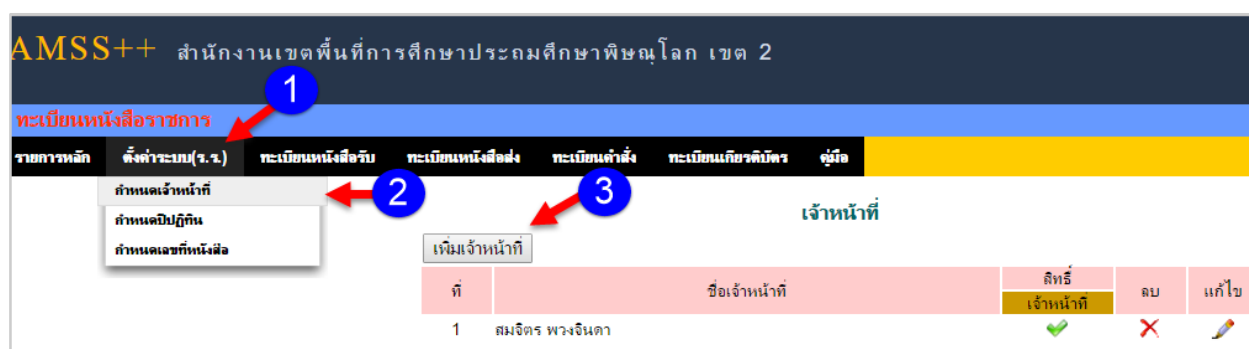 AMSS++ สำนักงานเขตพื้นที่การศึกษาประถมศึกษาพิษณุโลก เขต 2
1
ทะเบียนหนังสือราชการ
รายการหลัก ตั้งค่าระบบ(ร.ร.) ทะเบียนหนังสือรับ ทะเบียนหนังสือส่ง ทะเบียนคำสั่ง ทะเบียนเกียรติบัตร คู่มือ
กำหนดเจ้าหน้าที่ 2 3
กำหนดปีปฏิทิน เจ้าหน้าที่
กำหนดเลขที่หนังสือ เพิ่มเจ้าหน้าที่
ที่ ชื่อเจ้าหน้าที่ สิทธิ์ ลบ แก้ไข
เจ้าหน้าที่
1 สมจิตร พวงจินดา